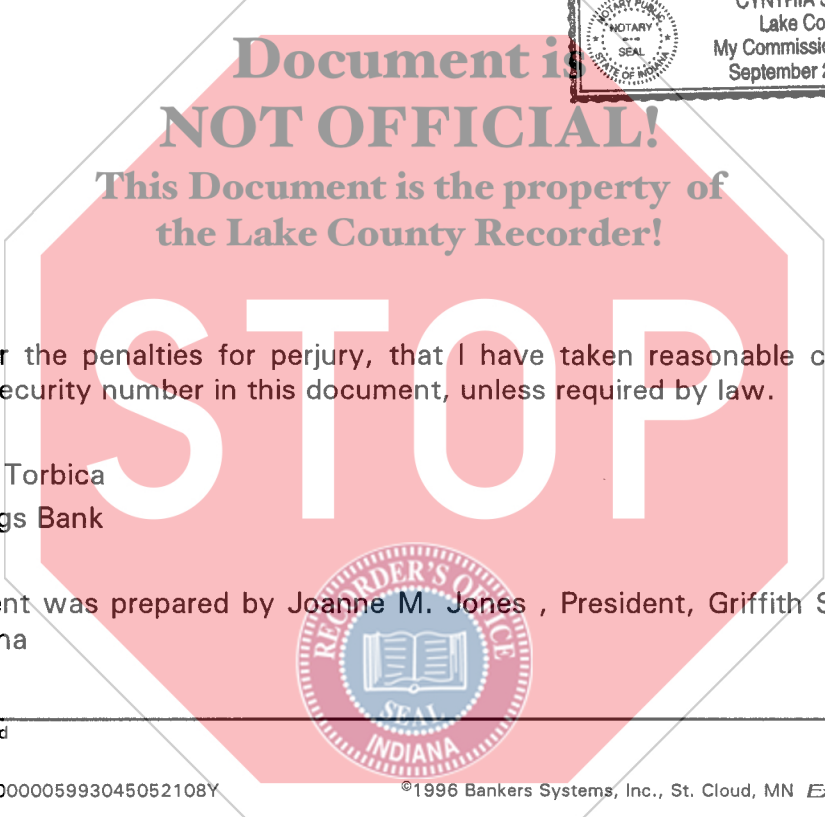 CYNTHIA
Lake Co
My Commissi
September 2
NOTARY PUBLIC
NOTARY
SEAL
STATE OF INDIANA
Document is
NOT OFFICIAL!
This Document is the property of
the Lake County Recorder!
STOP
r the penalties for perjury, that I have taken reasonable c
ecurity number in this document, unless required by law.
Torbica
gs Bank
ent was prepared by Joanne M. Jones , President, Griffith S
na
RECORDER'S OFFICE
SEAL
INDIANA
d
000005993045052108Y
©1996 Bankers Systems, Inc., St. Cloud, MN